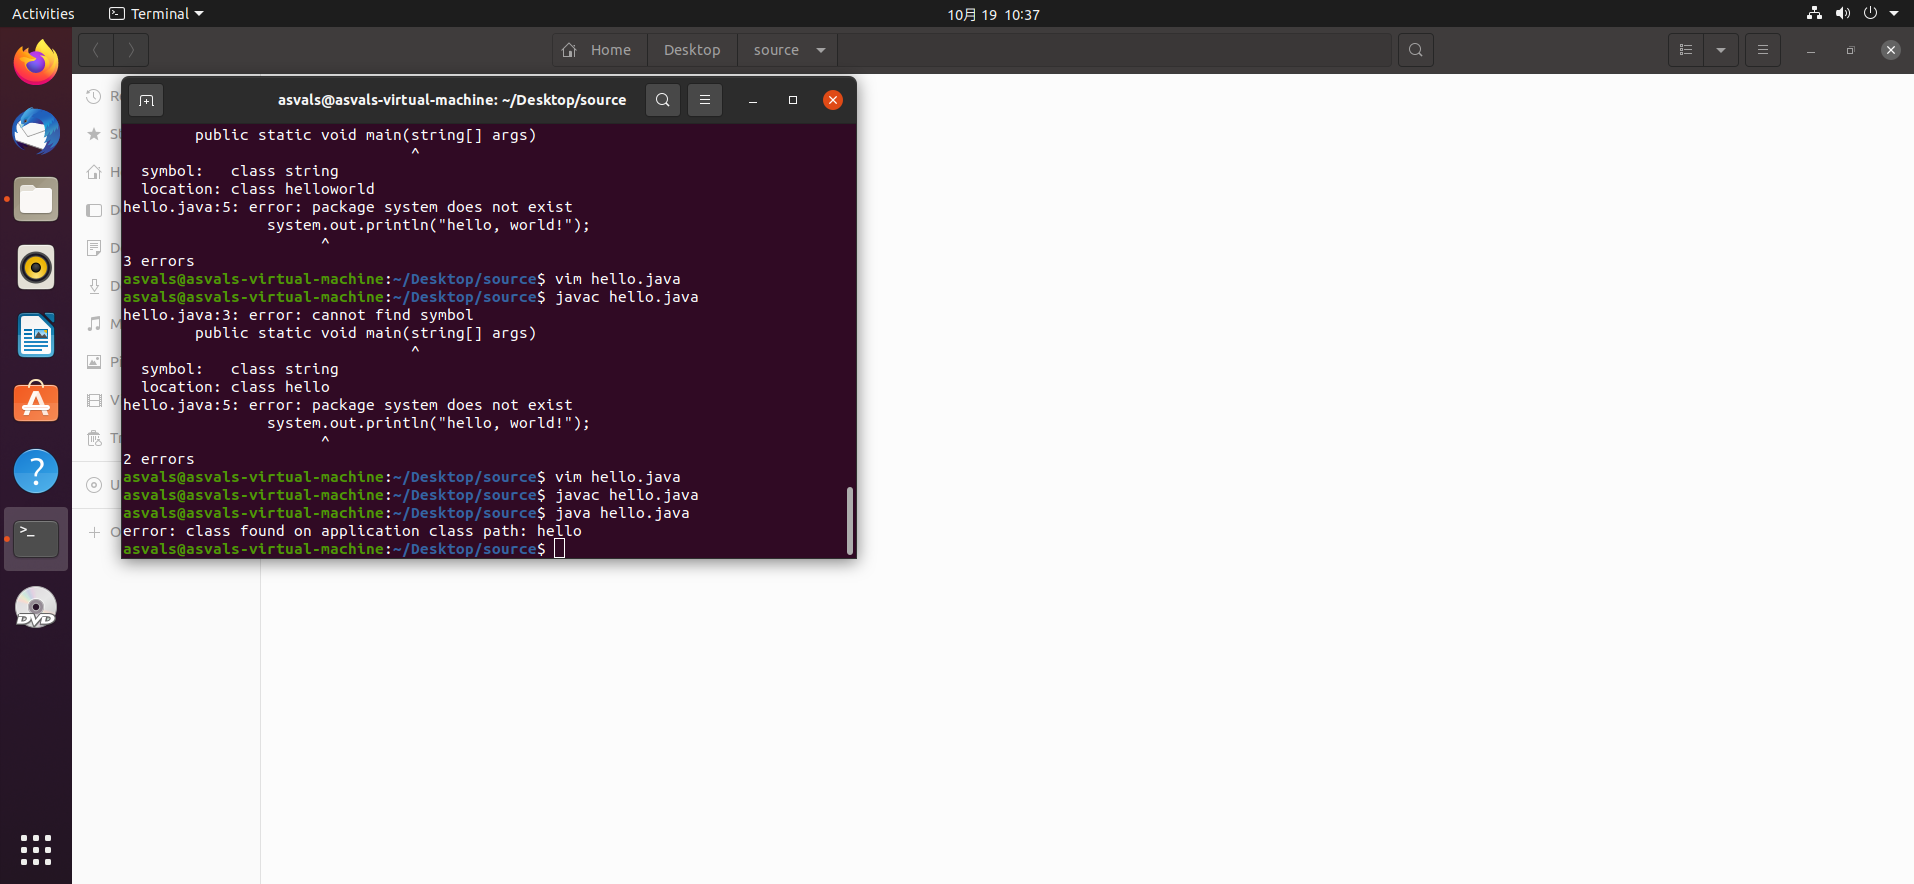 Activities
Terminal
10月 19 10:37
Home
Desktop
source
asvals@asvals-virtual-machine: ~/Desktop/source
        public static void main(string[] args)
                                ^
  symbol:   class string
  location: class helloworld
hello.java:5: error: package system does not exist
                system.out.println("hello, world!");
                      ^
3 errors
asvals@asvals-virtual-machine:~/Desktop/source$ vim hello.java
asvals@asvals-virtual-machine:~/Desktop/source$ javac hello.java
hello.java:3: error: cannot find symbol
        public static void main(string[] args)
                                ^
  symbol:   class string
  location: class hello
hello.java:5: error: package system does not exist
                system.out.println("hello, world!");
                      ^
2 errors
asvals@asvals-virtual-machine:~/Desktop/source$ vim hello.java
asvals@asvals-virtual-machine:~/Desktop/source$ javac hello.java
asvals@asvals-virtual-machine:~/Desktop/source$ java hello.java
error: class found on application class path: hello
asvals@asvals-virtual-machine:~/Desktop/source$
DVD